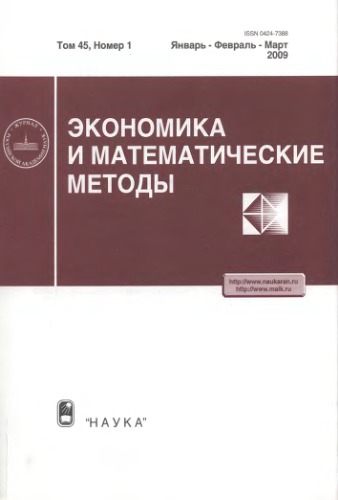 ISSN 0424-7388
Том 45, Номер 1
Январь - Февраль - Март
2009
ЭКОНОМИКА
И МАТЕМАТИЧЕСКИЕ
МЕТОДЫ
http://www.naukaran.ru
http://www.maik.ru
"НАУКА"